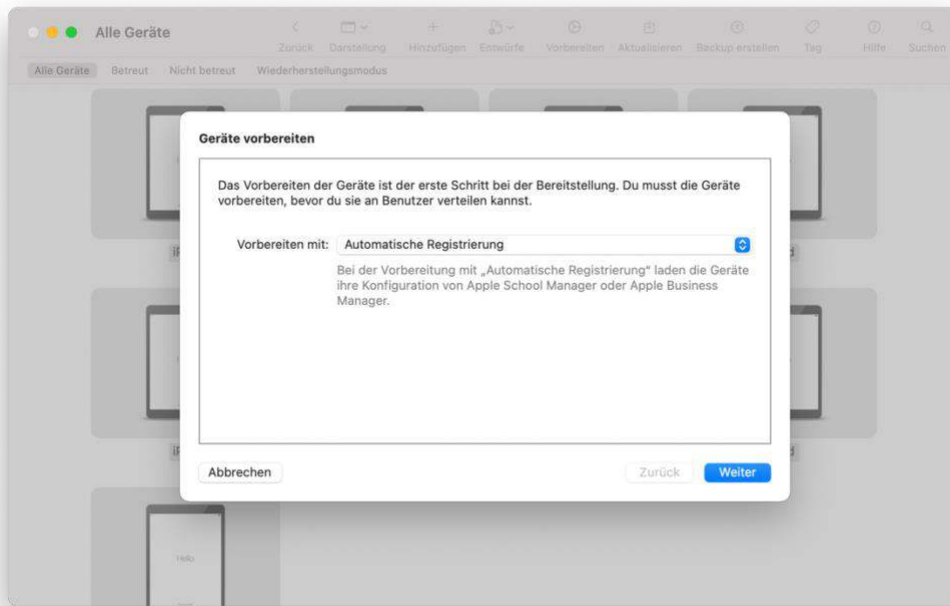 Alle Geräte
Zurück Darstellung Hinzufügen Entwürfe Vorbereiten Aktualisieren Backup erstellen Tag Hilfe Suchen
Alle Geräte Betreut Nicht betreut Wiederherstellungsmodus
Geräte vorbereiten
Das Vorbereiten der Geräte ist der erste Schritt bei der Bereitstellung. Du musst die Geräte
vorbereiten, bevor du sie an Benutzer verteilen kannst.
Vorbereiten mit: Automatische Registrierung
Bei der Vorbereitung mit „Automatische Registrierung“ laden die Geräte
ihre Konfiguration von Apple School Manager oder Apple Business
Manager.
Abbrechen Zurück Weiter
Hello